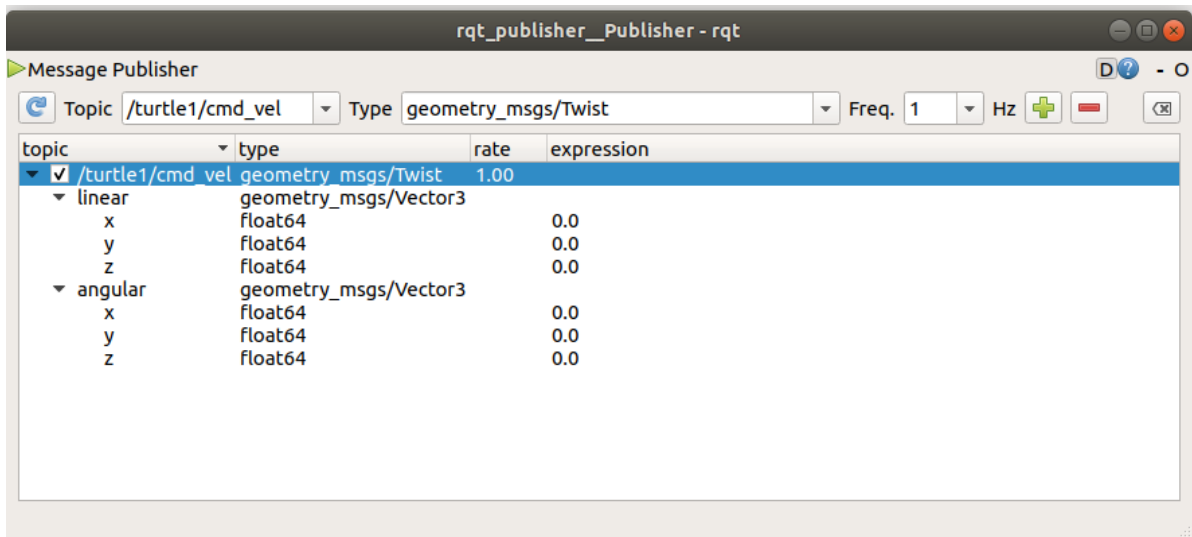 rqt_publisher__Publisher - rqt
Message Publisher D ? - O
Topic /turtle1/cmd_vel Type geometry_msgs/Twist Freq. 1 Hz
topic type rate expression
/turtle1/cmd_vel geometry_msgs/Twist 1.00
linear geometry_msgs/Vector3
x float64 0.0
y float64 0.0
z float64 0.0
angular geometry_msgs/Vector3
x float64 0.0
y float64 0.0
z float64 0.0